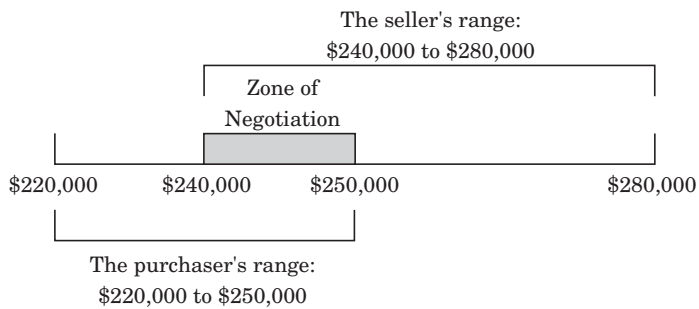 The seller's range:
$240,000 to $280,000
Zone of
Negotiation
$220,000 $240,000 $250,000 $280,000
The purchaser's range:
$220,000 to $250,000